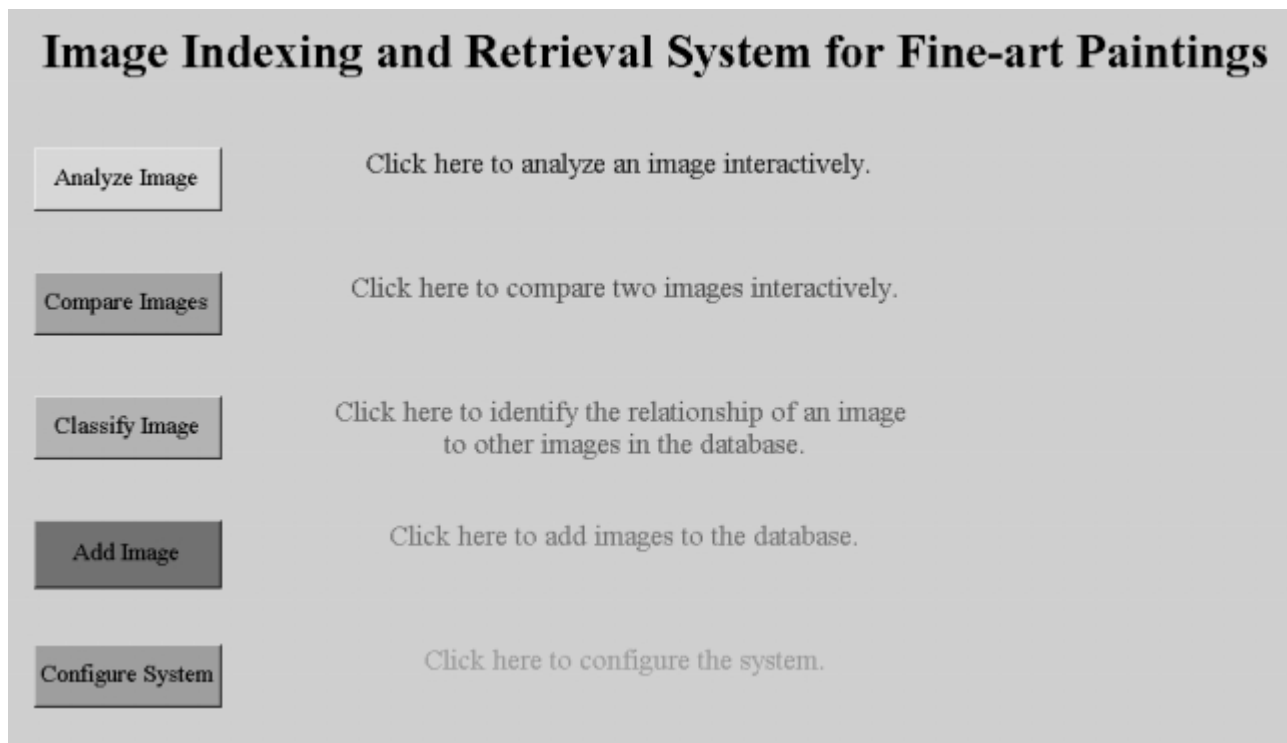 Image Indexing and Retrieval System for Fine-art Paintings
Analyze Image
Click here to analyze an image interactively.
Compare Images
Click here to compare two images interactively.
Classify Image
Click here to identify the relationship of an image
to other images in the database.
Add Image
Click here to add images to the database.
Configure System
Click here to configure the system.